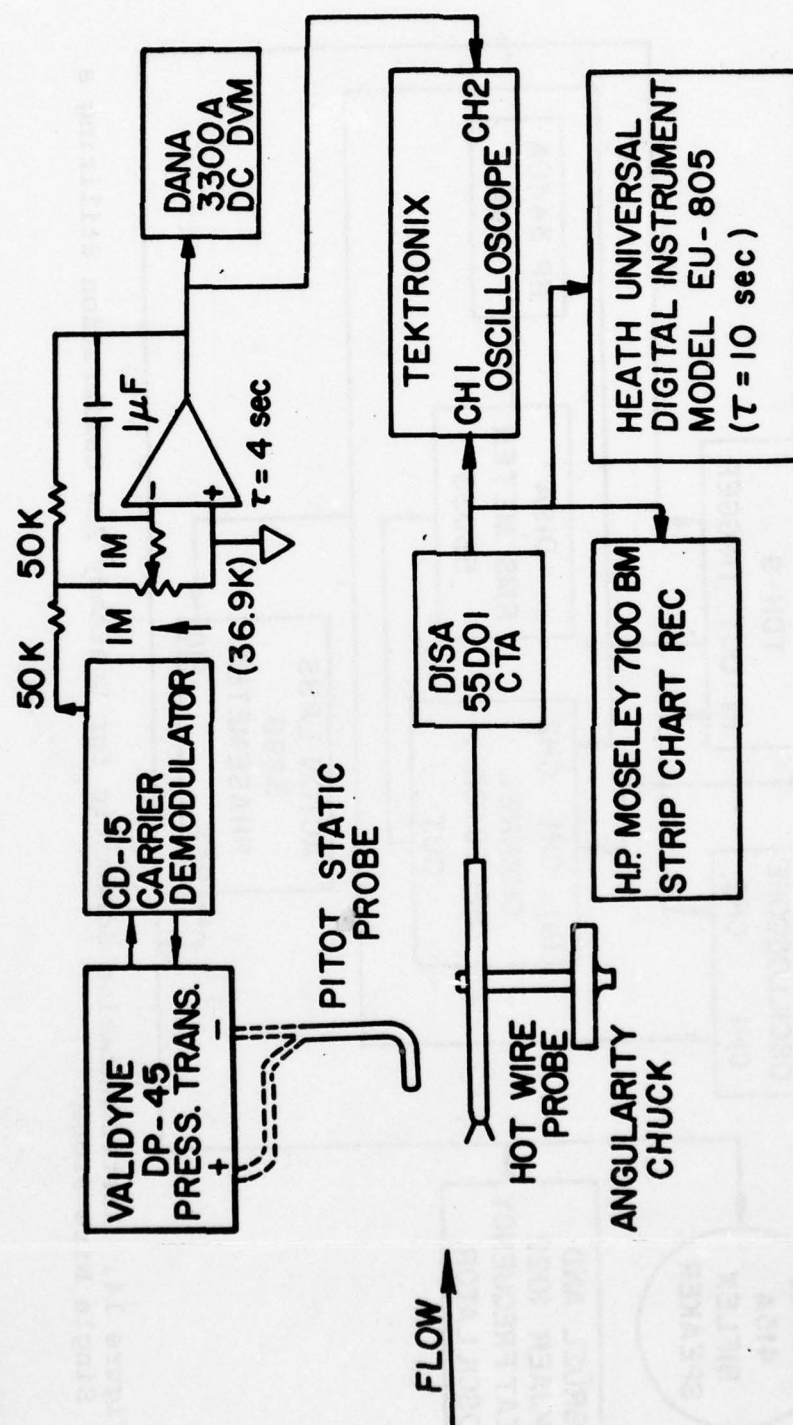 VALIDYNE
DP-45
PRESS. TRANS.
+ −
CD-15
CARRIER
DEMODULATOR
50K 50K
1M
1M
1μF
−
+
(36.9K)
τ = 4 sec
DANA
3300A
DC DVM
PITOT STATIC
PROBE
FLOW
HOT WIRE
PROBE
ANGULARITY
CHUCK
DISA
55D01
CTA
TEKTRONIX
CH1 CH2
OSCILLOSCOPE
H.P. MOSELEY 7100 BM
STRIP CHART REC
HEATH UNIVERSAL
DIGITAL INSTRUMENT
MODEL EU-805
(τ = 10 sec)